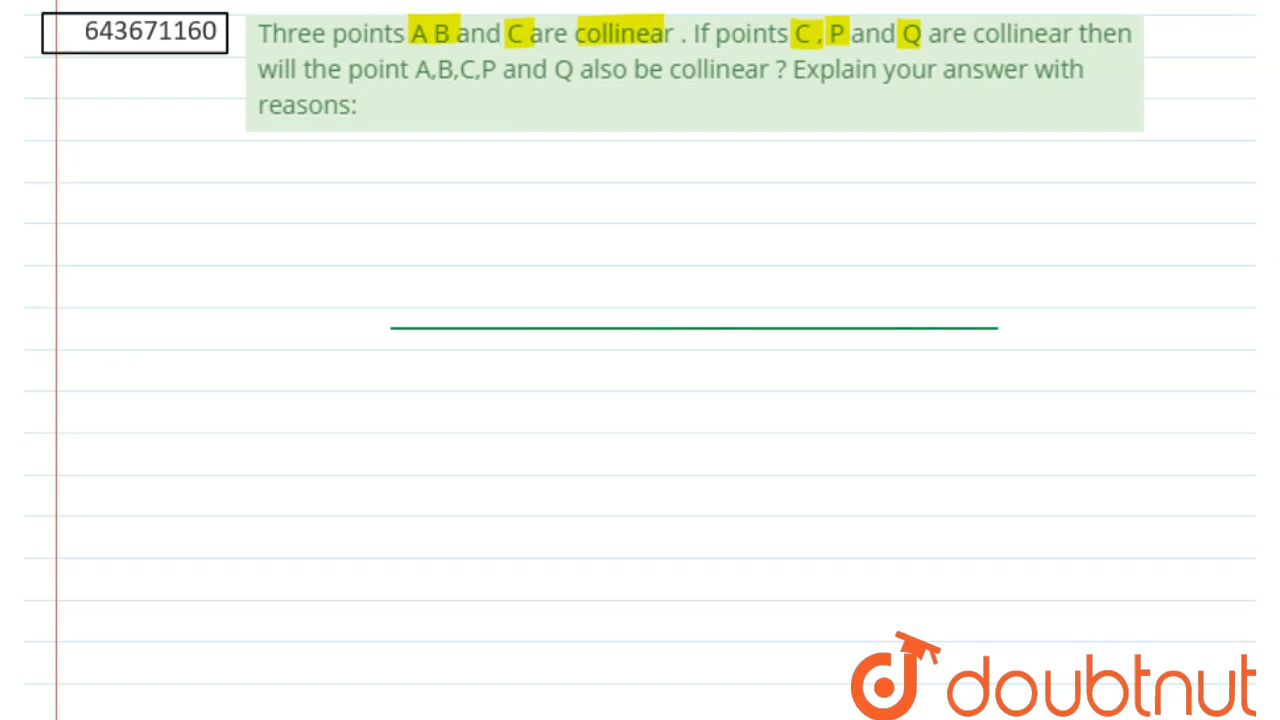 643671160
Three points A B and C are collinear . If points C , P and Q are collinear then
will the point A,B,C,P and Q also be collinear ? Explain your answer with
reasons:
doubtnut